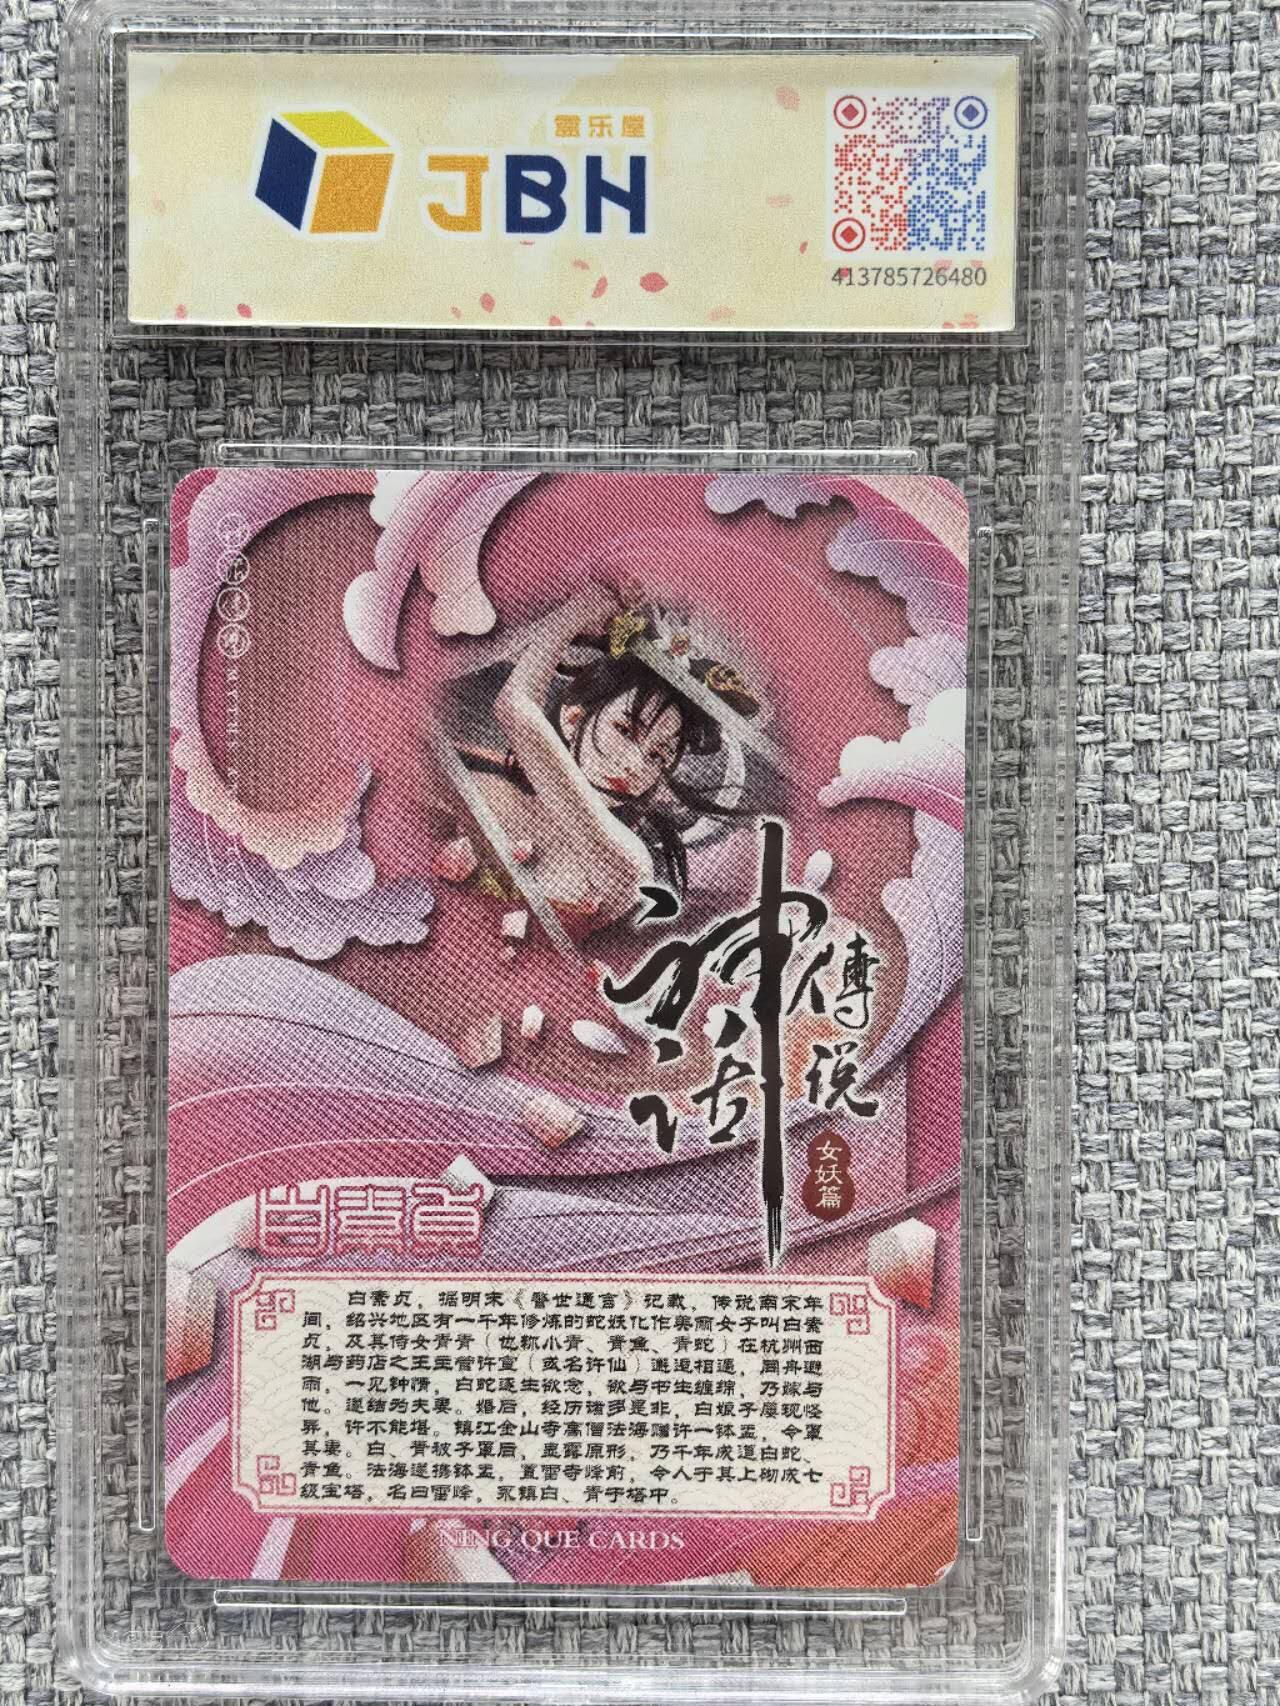 壹乐屋
JBH
413785726480
神话
傳说
女妖篇
白素贞
白素贞，据明末《警世通言》记载，传说南宋年
间，绍兴地区有一千年修炼的蛇妖化作美丽女子叫白素
贞，及其侍女青青（也称小青、青鱼、青蛇）在杭州西
湖与药店之王主管许宣（或名许仙）邂逅相遇，同舟避
雨，一见钟情，白蛇逐生欲念，欲与书生缠绵，乃嫁与
他。遂结为夫妻。婚后，经历诸多是非，白娘子屡现怪
异，许不能堪。镇江金山寺高僧法海赠许一钵盂，令罩
其妻。白、青被子罩后，显露原形，乃千年成道白蛇、
青鱼。法海遂携钵盂，置雷寺峰前，令人于其上砌成七
级宝塔，名曰雷峰，永镇白、青于塔中。
NING QUE CARDS